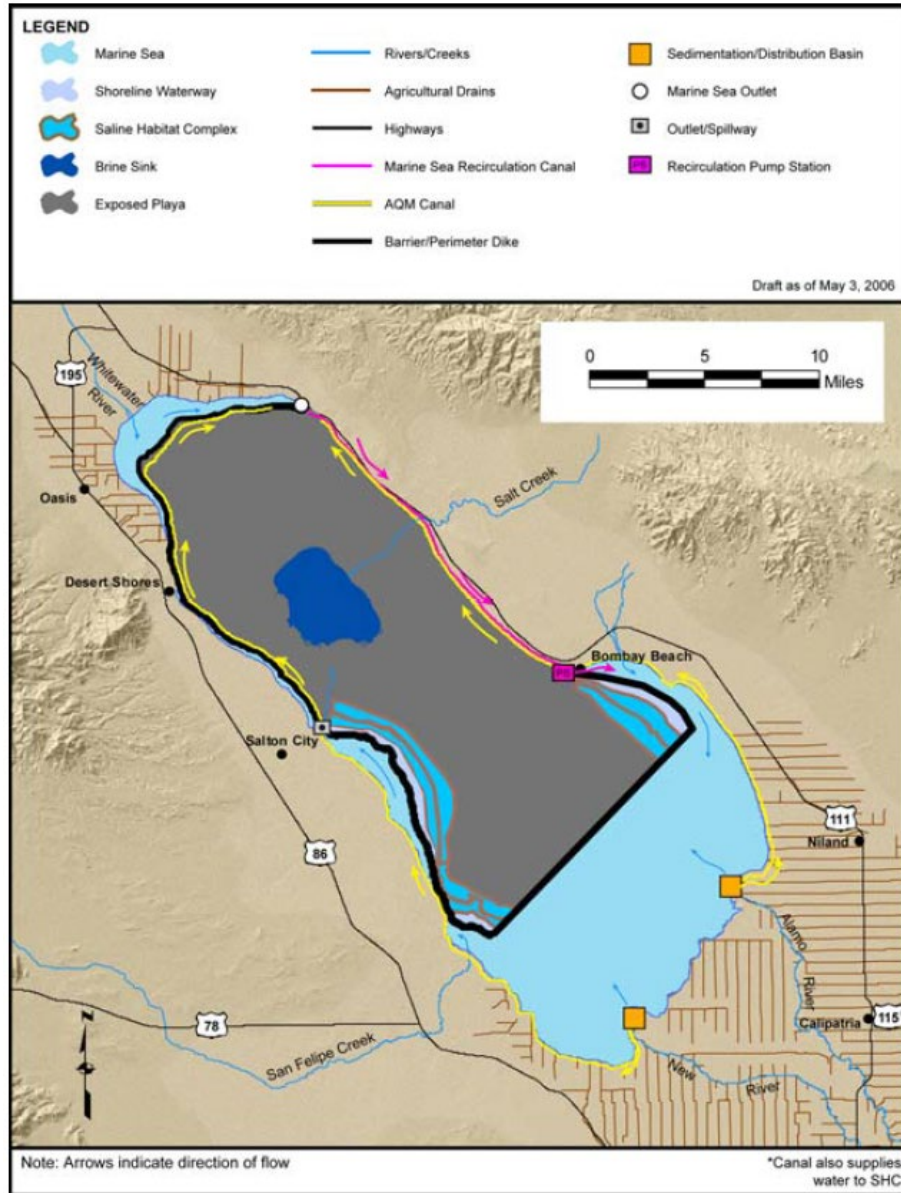 LEGEND
Marine Sea
Shoreline Waterway
Saline Habitat Complex
Brine Sink
Exposed Playa
Rivers/Creeks
Agricultural Drains
Highways
Marine Sea Recirculation Canal
AQM Canal
Barrier/Perimeter Dike
Sedimentation/Distribution Basin
Marine Sea Outlet
Outlet/Spillway
PS Recirculation Pump Station
Draft as of May 3, 2006
0 5 10
Miles
195
Whitewater
River
Oasis
Salt Creek
Desert Shores
Bombay Beach
PS
Salton City
86
111
Niland
Alamo
River
78
San Felipe Creek
New
River
Calipatria
115
N
Note: Arrows indicate direction of flow
*Canal also supplies
water to SHC